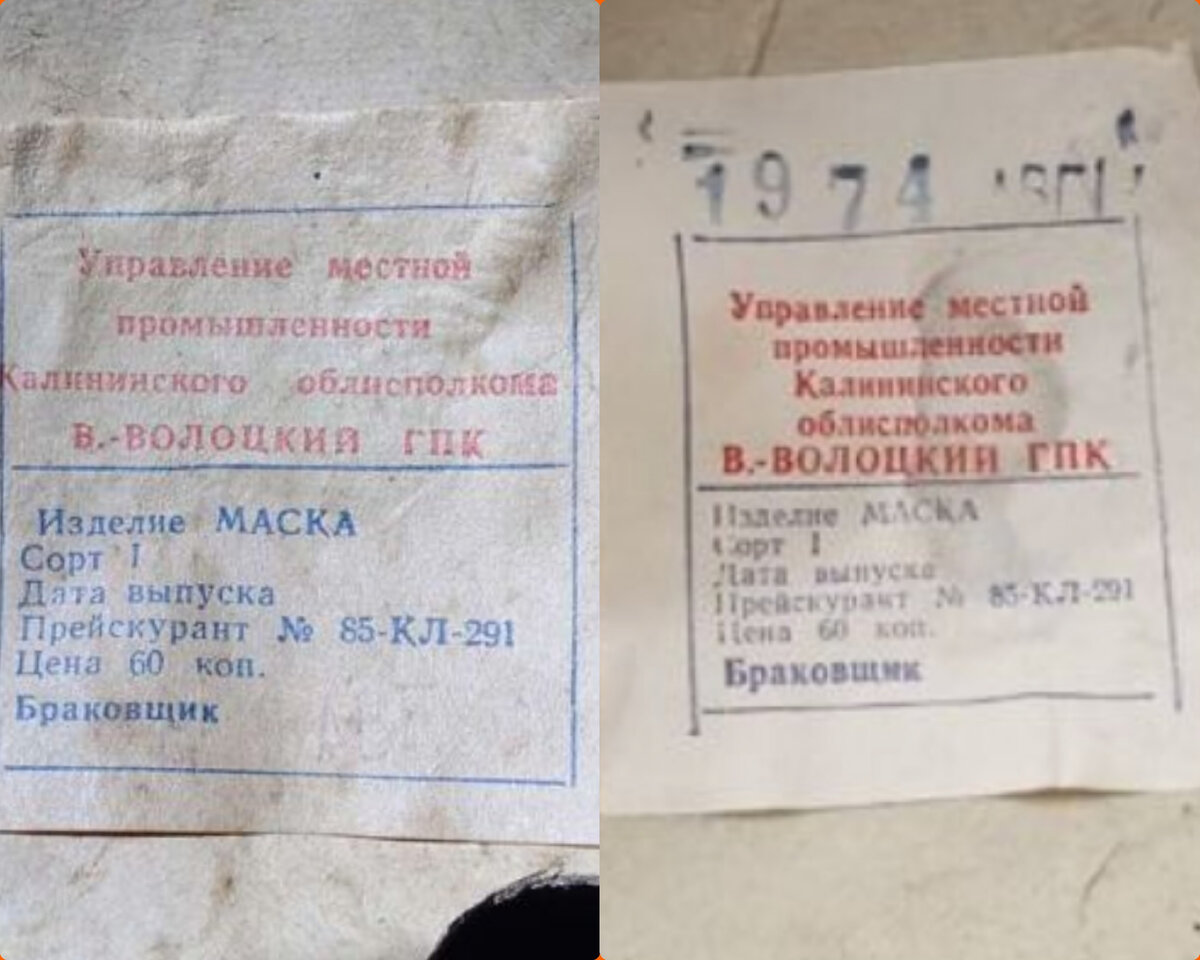 Управление местной
промышленности
Калининского облисполкома
В.-ВОЛОЦКИЙ ГПК
Изделие МАСКА
Сорт I
Дата выпуска
Прейскурант № 85-КЛ-291
Цена 60 коп.
Браковщик
1974
Управление местной
промышленности
Калининского
облисполкома
В.-ВОЛОЦКИЙ ГПК
Изделие МАСКА
Сорт I
Дата выпуска
Прейскурант № 85-КЛ-291
Цена 60 коп.
Браковщик